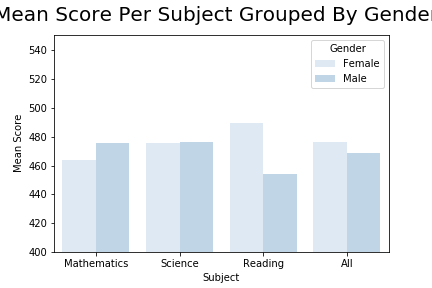 Mean Score Per Subject Grouped By Gender
540
520
500
480
460
440
420
400
Mean Score
Gender
Female
Male
Mathematics
Science
Reading
All
Subject